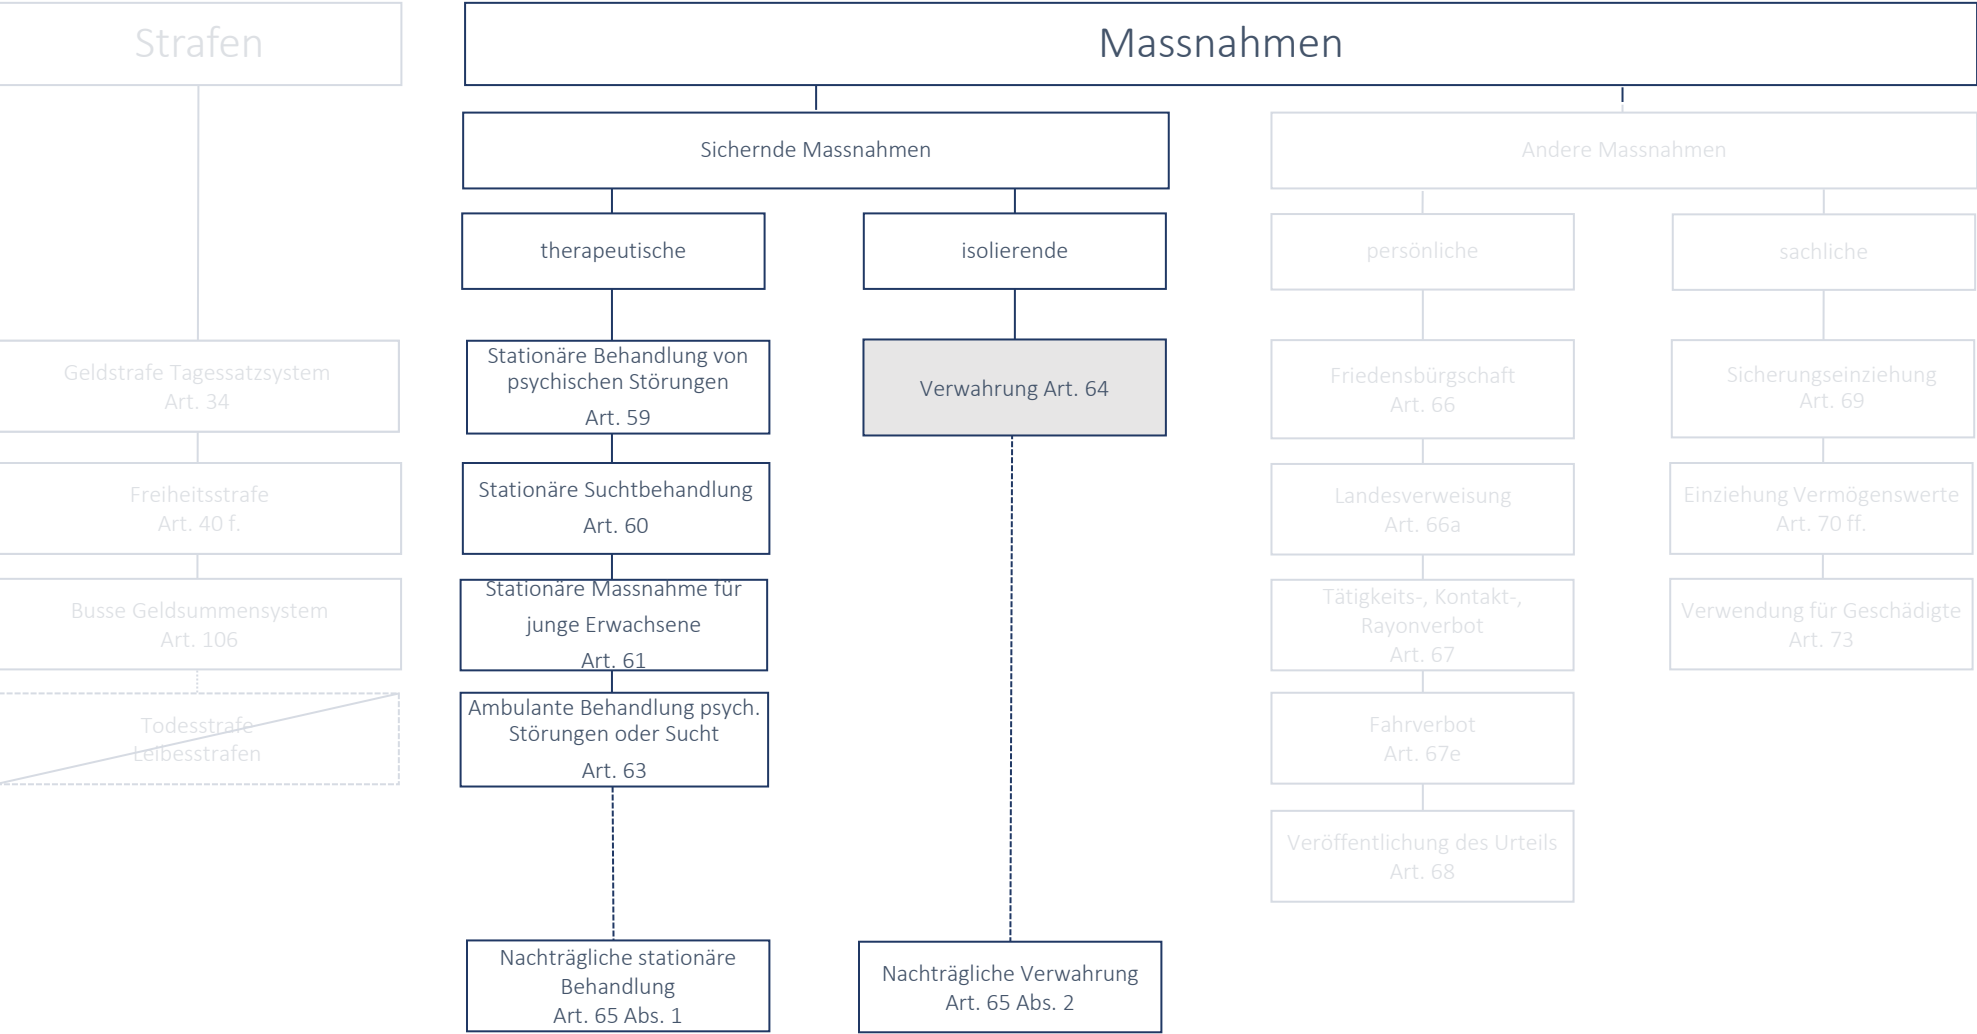 Strafen
Massnahmen
Sichernde Massnahmen
Andere Massnahmen
therapeutische
isolierende
persönliche
sachliche
Geldstrafe Tagessatzsystem
Art. 34
Freiheitsstrafe
Art. 40 f.
Busse Geldsummensystem
Art. 106
Todesstrafe
Leibesstrafen
Stationäre Behandlung von
psychischen Störungen
Art. 59
Stationäre Suchtbehandlung
Art. 60
Stationäre Massnahme für
junge Erwachsene
Art. 61
Ambulante Behandlung psych.
Störungen oder Sucht
Art. 63
Nachträgliche stationäre
Behandlung
Art. 65 Abs. 1
Verwahrung Art. 64
Nachträgliche Verwahrung
Art. 65 Abs. 2
Friedensbürgschaft
Art. 66
Landesverweisung
Art. 66a
Tätigkeits-, Kontakt-,
Rayonverbot
Art. 67
Fahrverbot
Art. 67e
Veröffentlichung des Urteils
Art. 68
Sicherungseinziehung
Art. 69
Einziehung Vermögenswerte
Art. 70 ff.
Verwendung für Geschädigte
Art. 73